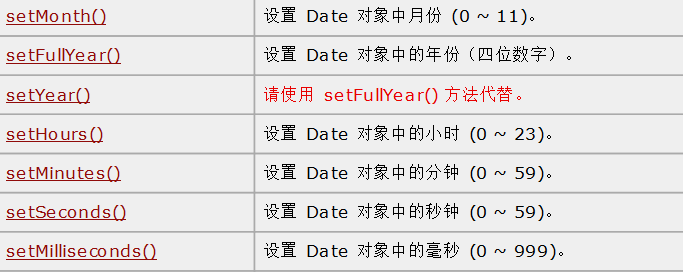 setMonth() 设置 Date 对象中月份 (0 ~ 11)。
setFullYear() 设置 Date 对象中的年份（四位数字）。
setYear() 请使用 setFullYear() 方法代替。
setHours() 设置 Date 对象中的小时 (0 ~ 23)。
setMinutes() 设置 Date 对象中的分钟 (0 ~ 59)。
setSeconds() 设置 Date 对象中的秒钟 (0 ~ 59)。
setMilliseconds() 设置 Date 对象中的毫秒 (0 ~ 999)。